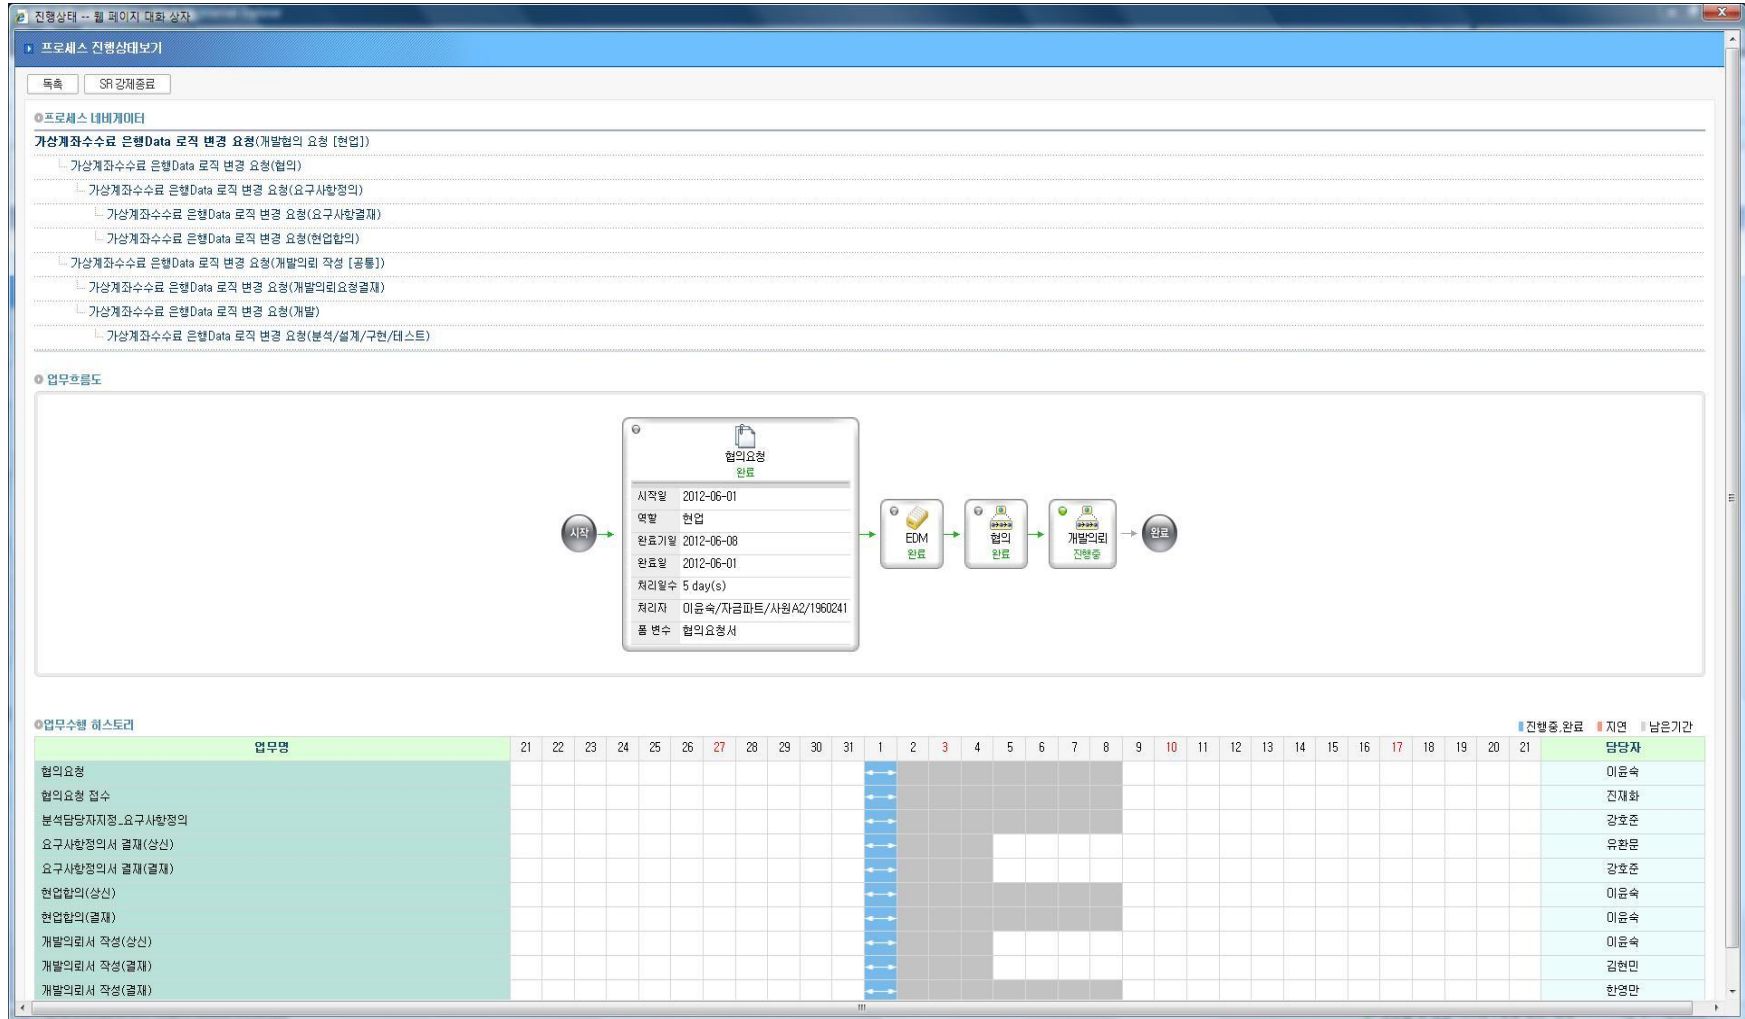 진행상태 -- 웹 페이지 대화 상자
프로세스 진행상태보기
독촉 SR 강제종료
프로세스 네비게이터
가상계좌수수료 은행Data 로직 변경 요청(개발협의 요청 [현업])
가상계좌수수료 은행Data 로직 변경 요청(협의)
가상계좌수수료 은행Data 로직 변경 요청(요구사항정의)
가상계좌수수료 은행Data 로직 변경 요청(요구사항결재)
가상계좌수수료 은행Data 로직 변경 요청(현업합의)
가상계좌수수료 은행Data 로직 변경 요청(개발의뢰 작성 [공통])
가상계좌수수료 은행Data 로직 변경 요청(개발의뢰요청결재)
가상계좌수수료 은행Data 로직 변경 요청(개발)
가상계좌수수료 은행Data 로직 변경 요청(분석/설계/구현/테스트)
업무흐름도
시작
협의요청
완료
시작일 2012-06-01
역할 현업
완료기일 2012-06-08
완료일 2012-06-01
처리일수 5 day(s)
처리자 이윤숙/자금파트/사원A2/1960241
폼 변수 협의요청서
EDM
완료
협의
완료
개발의뢰
진행중
완료
업무수행 히스토리
진행중,완료 지연 남은기간
업무명 21 22 23 24 25 26 27 28 29 30 31 1 2 3 4 5 6 7 8 9 10 11 12 13 14 15 16 17 18 19 20 21 담당자
협의요청 이윤숙
협의요청 접수 진재화
분석담당자지정_요구사항정의 강호준
요구사항정의서 결재(상신) 유환문
요구사항정의서 결재(결재) 강호준
현업합의(상신) 이윤숙
현업합의(결재) 이윤숙
개발의뢰서 작성(상신) 이윤숙
개발의뢰서 작성(결재) 김현민
개발의뢰서 작성(결재) 한영만